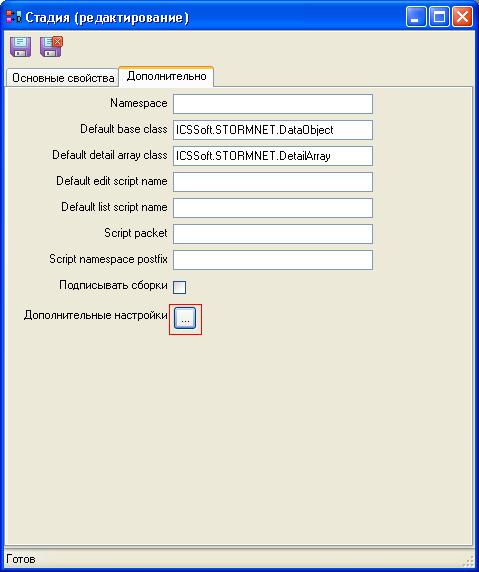 Стадия (редактирование)
Основные свойства
Дополнительно
Namespace
Default base class ICSSoft.STORMNET.DataObject
Default detail array class ICSSoft.STORMNET.DetailArray
Default edit script name
Default list script name
Script packet
Script namespace postfix
Подписывать сборки
Дополнительные настройки ...
Готов